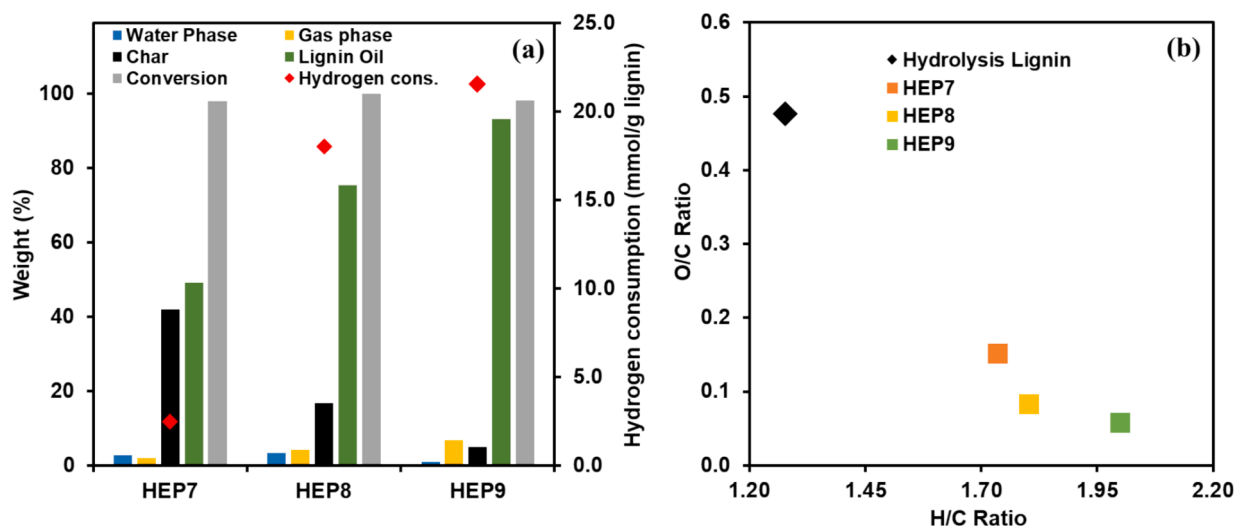 (a)
Water Phase
Gas phase
Char
Lignin Oil
Conversion
Hydrogen cons.
Weight (%)
100
80
60
40
20
0
25.0
20.0
15.0
10.0
5.0
0.0
Hydrogen consumption (mmol/g lignin)
HEP7
HEP8
HEP9
(b)
Hydrolysis Lignin
HEP7
HEP8
HEP9
O/C Ratio
0.6
0.5
0.4
0.3
0.2
0.1
0.0
1.20
1.45
1.70
1.95
2.20
H/C Ratio